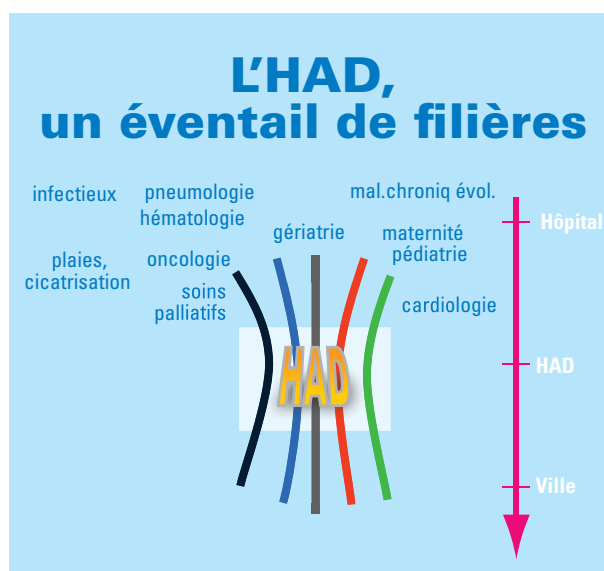 L'HAD,
un éventail de filières
infectieux
pneumologie
hématologie
mal.chroniq évol.
gériatrie
maternité
pédiatrie
plaies,
cicatrisation
oncologie
soins
palliatifs
cardiologie
HAD
Hôpital
HAD
Ville